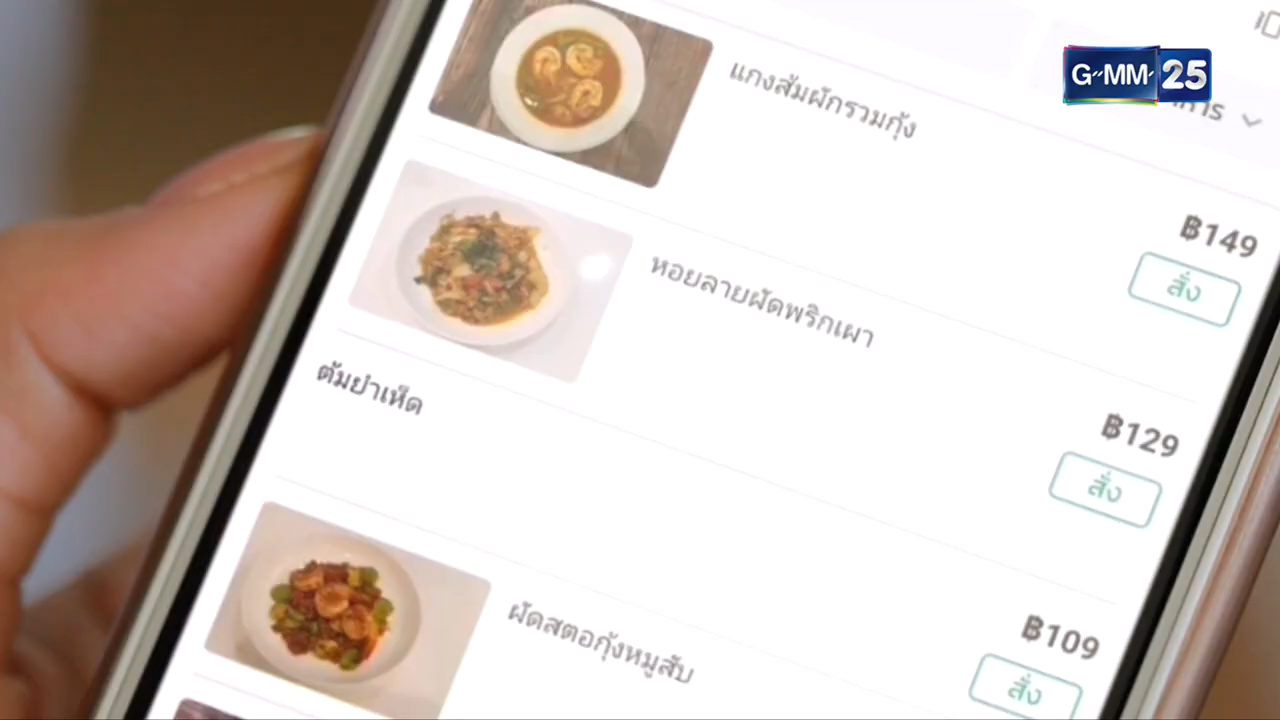 G-MM 25
แกงส้มผักรวมกุ้ง
฿149
สั่ง
หอยลายผัดพริกเผา
฿129
สั่ง
ต้มยำเห็ด
฿109
สั่ง
ผัดสตอกุ้งหมูสับ